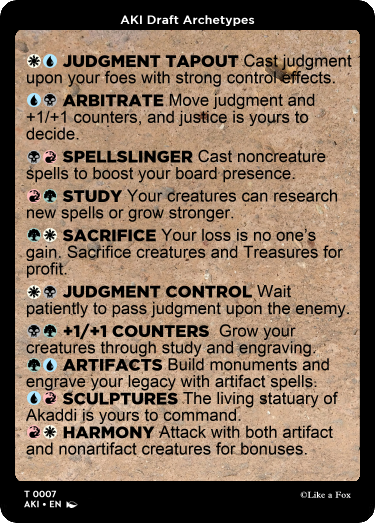 AKI Draft Archetypes
JUDGMENT TAPOUT Cast judgment
upon your foes with strong control effects.
ARBITRATE Move judgment and
+1/+1 counters, and justice is yours to
decide.
SPELLSLINGER Cast noncreature
spells to boost your board presence.
STUDY Your creatures can research
new spells or grow stronger.
SACRIFICE Your loss is no one's
gain. Sacrifice creatures and Treasures for
profit.
JUDGMENT CONTROL Wait
patiently to pass judgment upon the enemy.
+1/+1 COUNTERS Grow your
creatures through study and engraving.
ARTIFACTS Build monuments and
engrave your legacy with artifact spells.
SCULPTURES The living statuary of
Akaddi is yours to command.
HARMONY Attack with both artifact
and nonartifact creatures for bonuses.
T 0007
AKI • EN
©Like a Fox